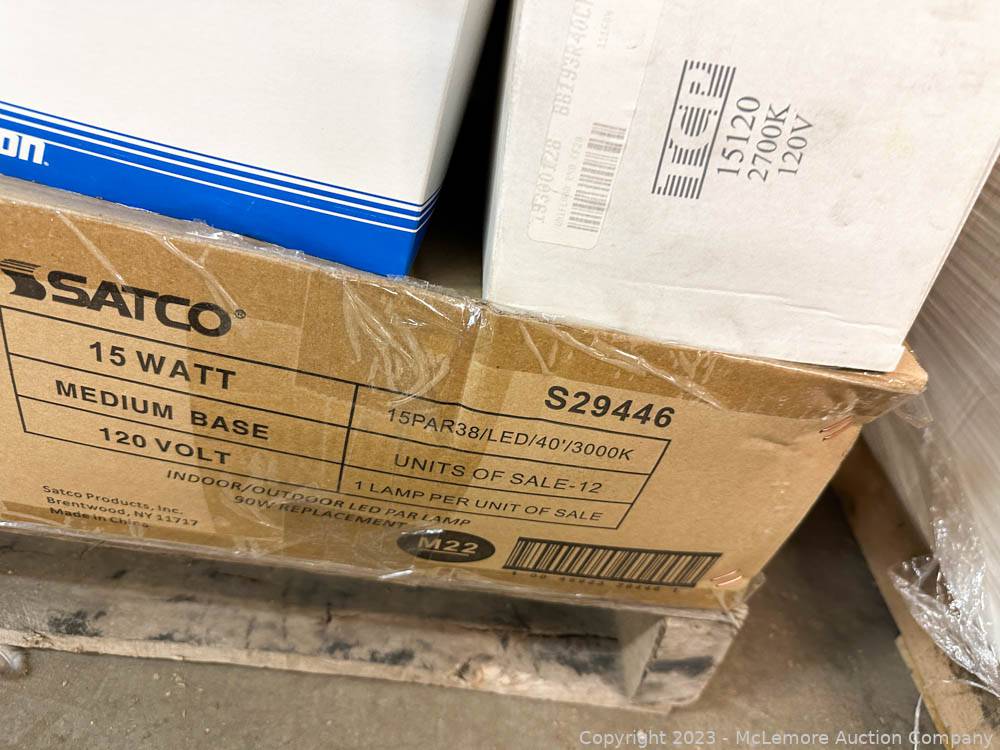 on.
TCP
15120
2700K
120V
SATCO®
15 WATT
MEDIUM BASE
120 VOLT
S29446
15PAR38/LED/40'/3000K
UNITS OF SALE-12
1 LAMP PER UNIT OF SALE
INDOOR/OUTDOOR LED PAR LAMP
90W REPLACEMENT
Satco Products, Inc.
Brentwood, NY 11717
Made in China
M22
Copyright 2023 - McLemore Auction Company